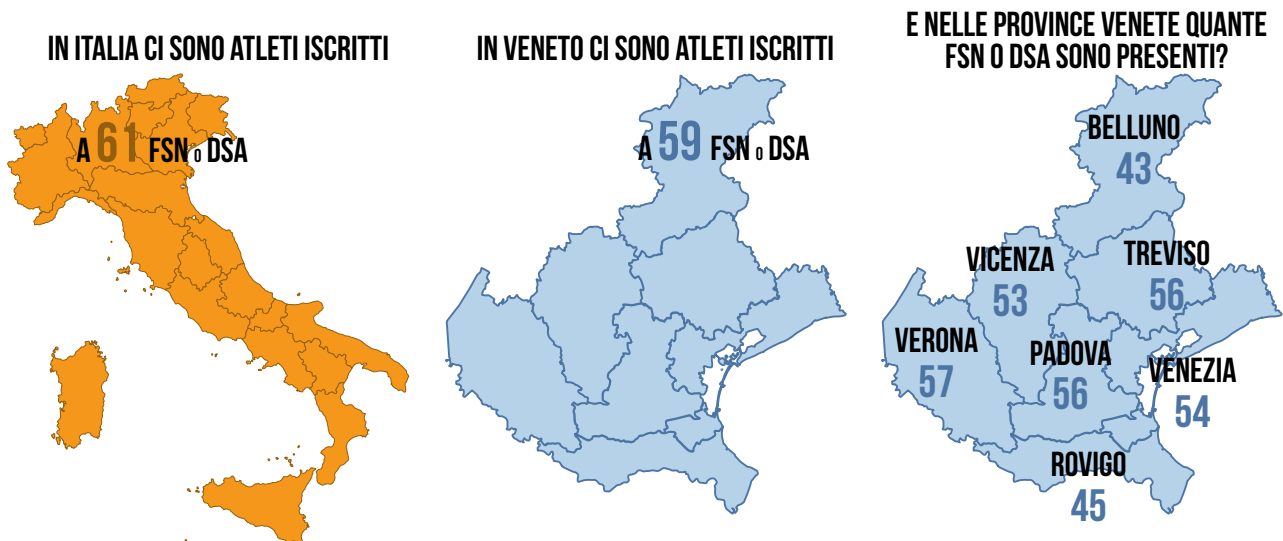 IN ITALIA CI SONO ATLETI ISCRITTI
A 61 FSN O DSA
IN VENETO CI SONO ATLETI ISCRITTI
A 59 FSN O DSA
E NELLE PROVINCE VENETE QUANTE
FSN O DSA SONO PRESENTI?
BELLUNO
43
VICENZA
53
TREVISO
56
VERONA
57
PADOVA
56
VENEZIA
54
ROVIGO
45